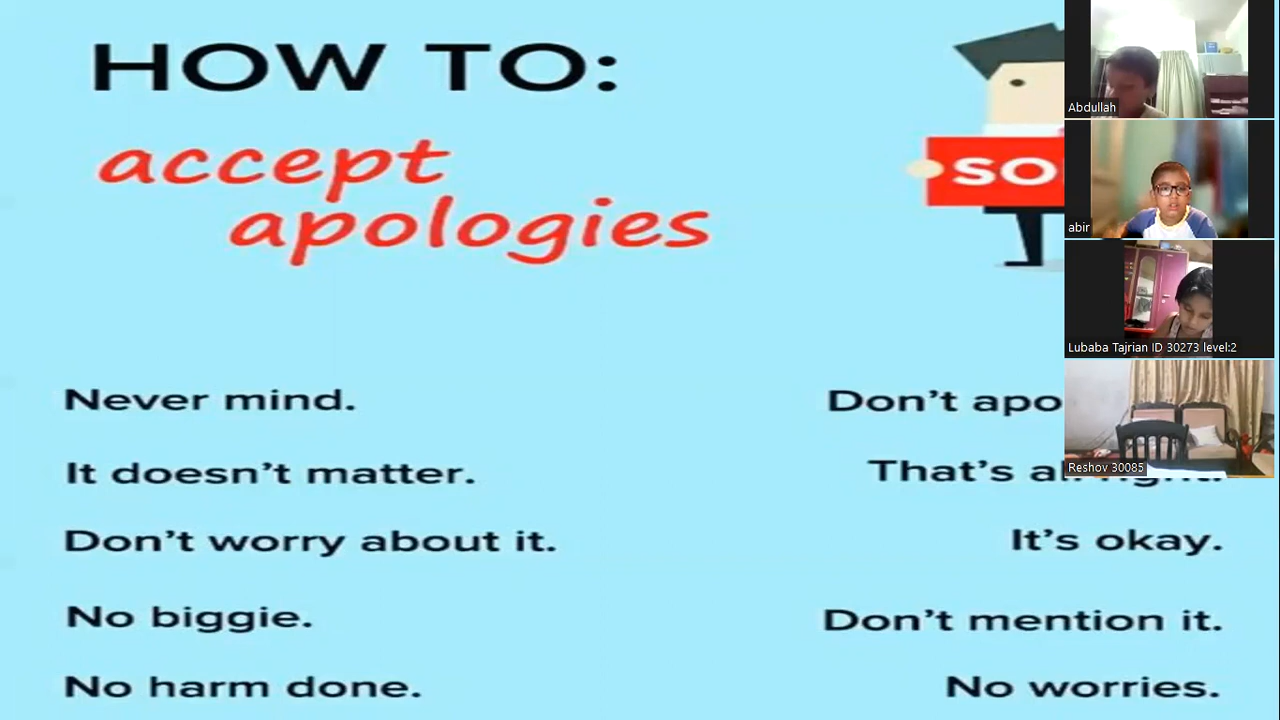 HOW TO:
accept
apologies
SO
Never mind.
It doesn't matter.
Don't worry about it.
No biggie.
No harm done.
Don't apo
That's all right.
It's okay.
Don't mention it.
No worries.
Abdullah
abir
Lubaba Tajrian ID 30273 level:2
Reshov 30085